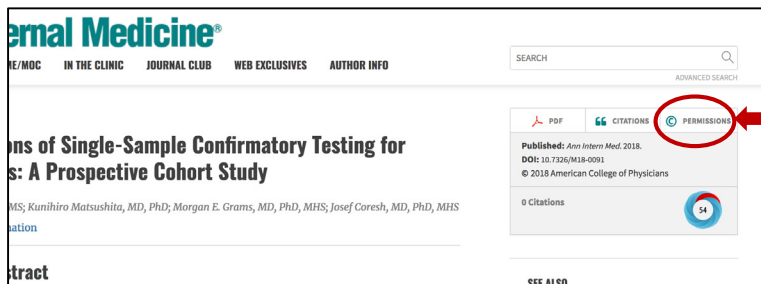 ernal Medicine®
ME/MOC IN THE CLINIC JOURNAL CLUB WEB EXCLUSIVES AUTHOR INFO
SEARCH
ADVANCED SEARCH
PDF CITATIONS © PERMISSIONS
Published: Ann Intern Med. 2018.
DOI: 10.7326/M18-0091
© 2018 American College of Physicians
0 Citations
54
ons of Single-Sample Confirmatory Testing for
s: A Prospective Cohort Study
MS; Kunihiro Matsushita, MD, PhD; Morgan E. Grams, MD, PhD, MHS; Josef Coresh, MD, PhD, MHS
nation
stract
SEE ALSO